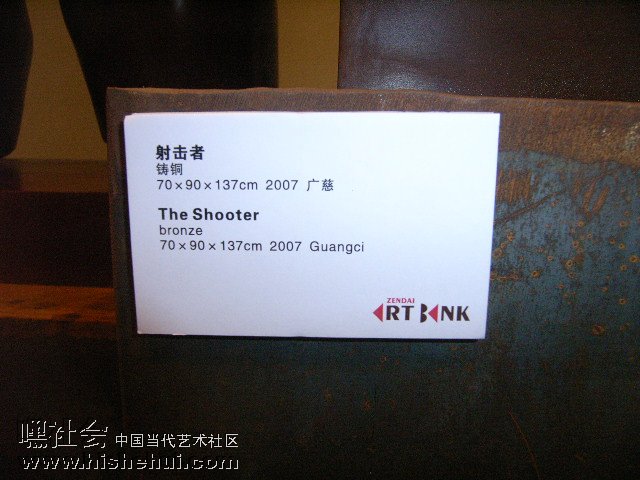 射击者
铸铜
70×90×137cm 2007 广慈
The Shooter
bronze
70×90×137cm 2007 Guangci
ZENDAI
ART BANK
嘿社会 中国当代艺术社区
www.hishehui.com